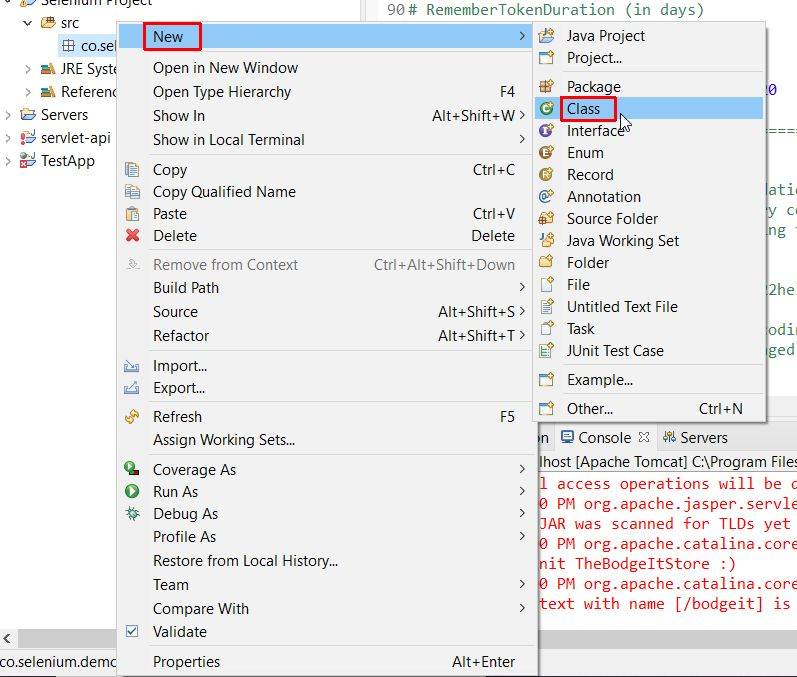 Selenium Project
src
co.sel
JRE Syste
Referenc
Servers
servlet-api
TestApp
90 # RememberTokenDuration (in days)
New
Open in New Window
Open Type Hierarchy F4
Show In Alt+Shift+W
Show in Local Terminal
Copy Ctrl+C
Copy Qualified Name
Paste Ctrl+V
Delete Delete
Remove from Context Ctrl+Alt+Shift+Down
Build Path
Source Alt+Shift+S
Refactor Alt+Shift+T
Import...
Export...
Refresh F5
Assign Working Sets...
Coverage As
Run As
Debug As
Profile As
Restore from Local History...
Team
Compare With
Validate
Properties Alt+Enter
Java Project
Project...
Package
Class
Interface
Enum
Record
Annotation
Source Folder
Java Working Set
Folder
File
Untitled Text File
Task
JUnit Test Case
Example...
Other... Ctrl+N
0
====
datio
y co
ng t
22hel
odin
ged
on Console Servers
lhost [Apache Tomcat] C:\Program Files
l access operations will be d
0 PM org.apache.jasper.servle
JAR was scanned for TLDs yet
0 PM org.apache.catalina.core
nit TheBodgeItStore :)
0 PM org.apache.catalina.core
text with name [/bodgeit] is
co.selenium.demo